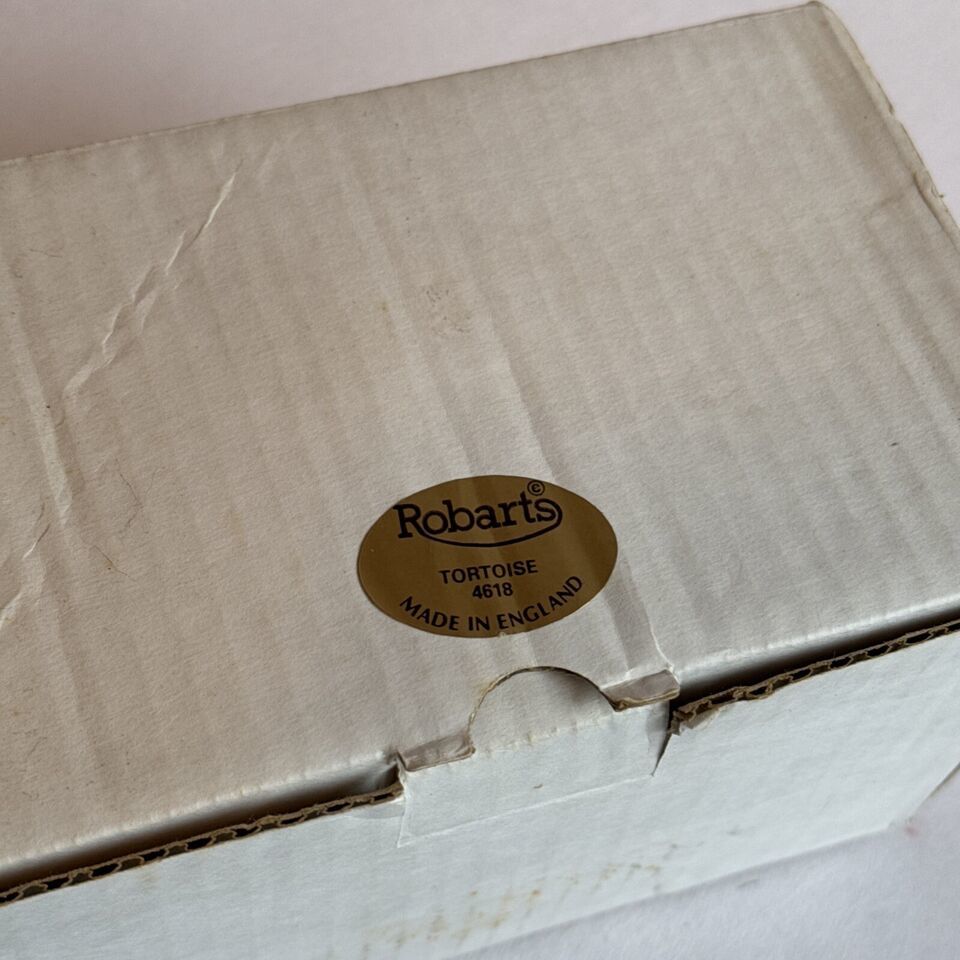 Robarts ©
TORTOISE
4618
MADE IN ENGLAND